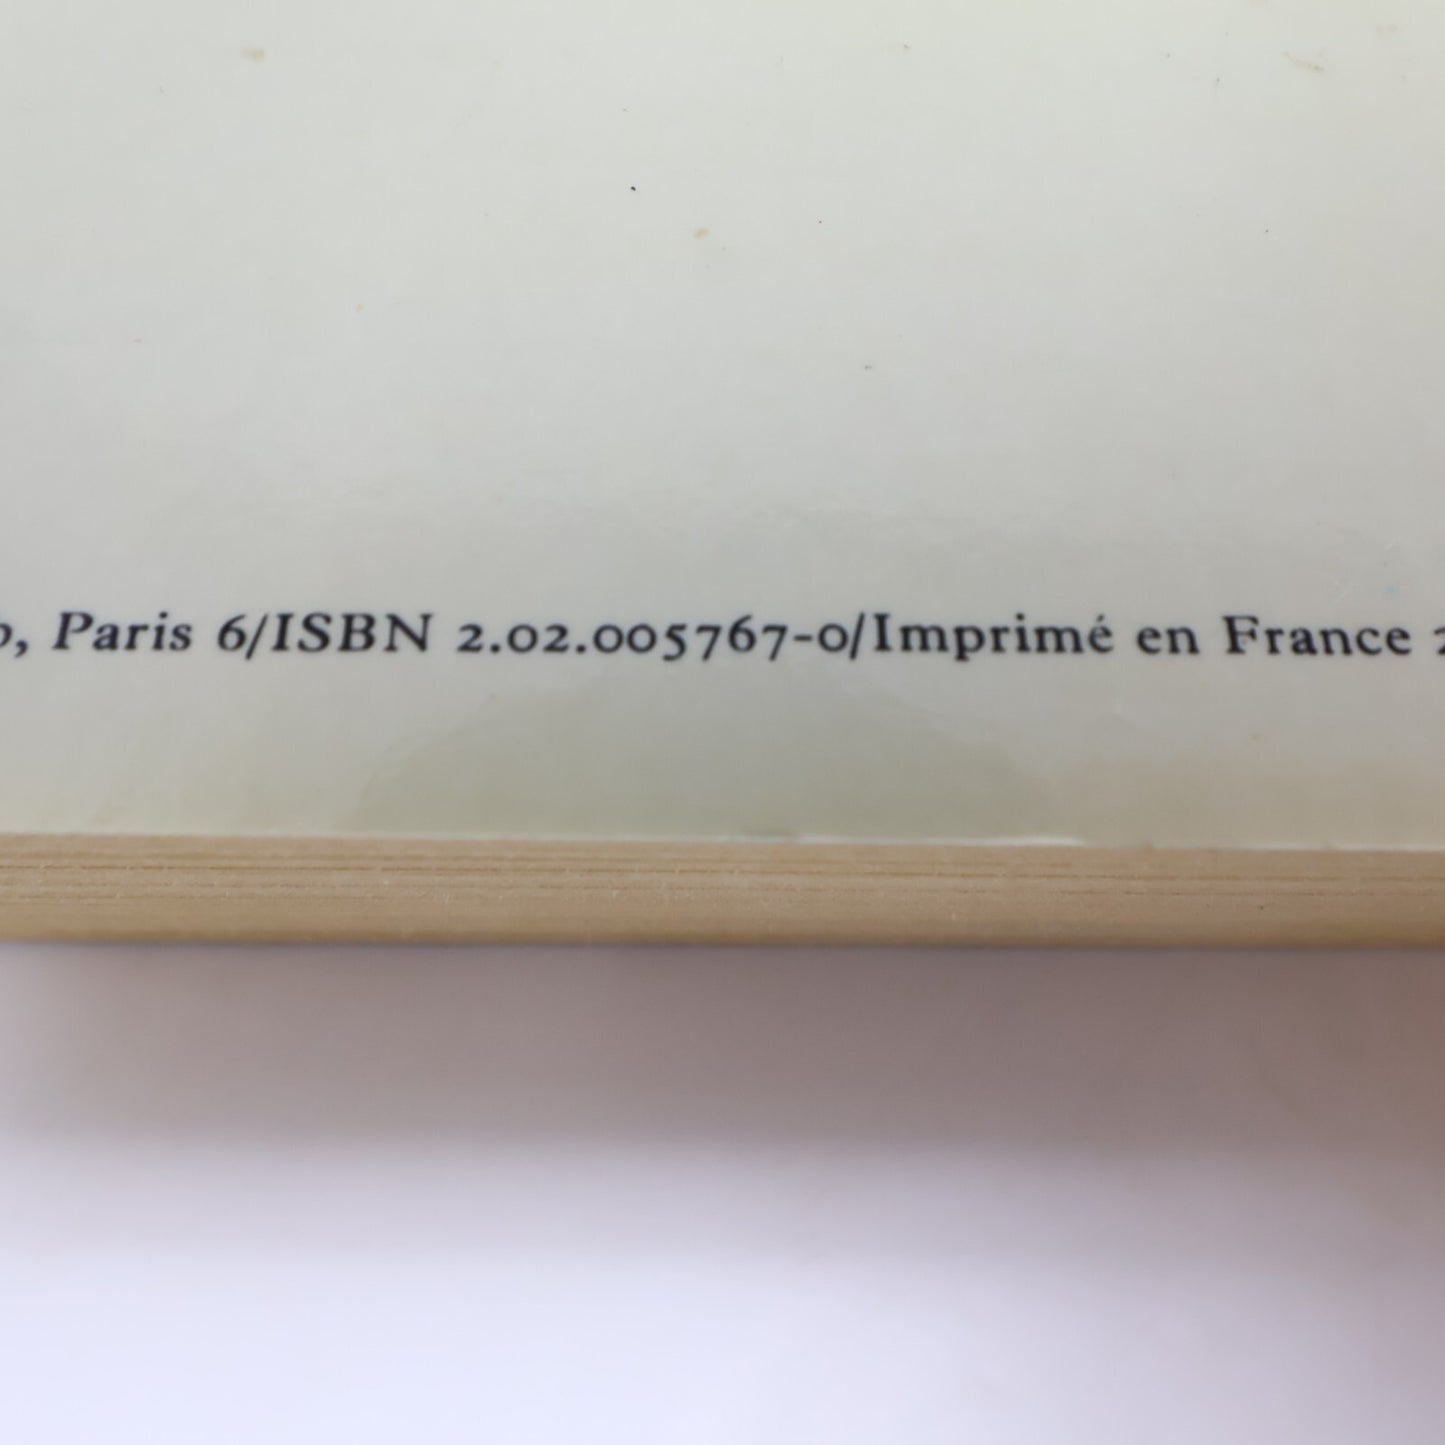 , Paris 6/ISBN 2.02.005767-0/Imprimé en France